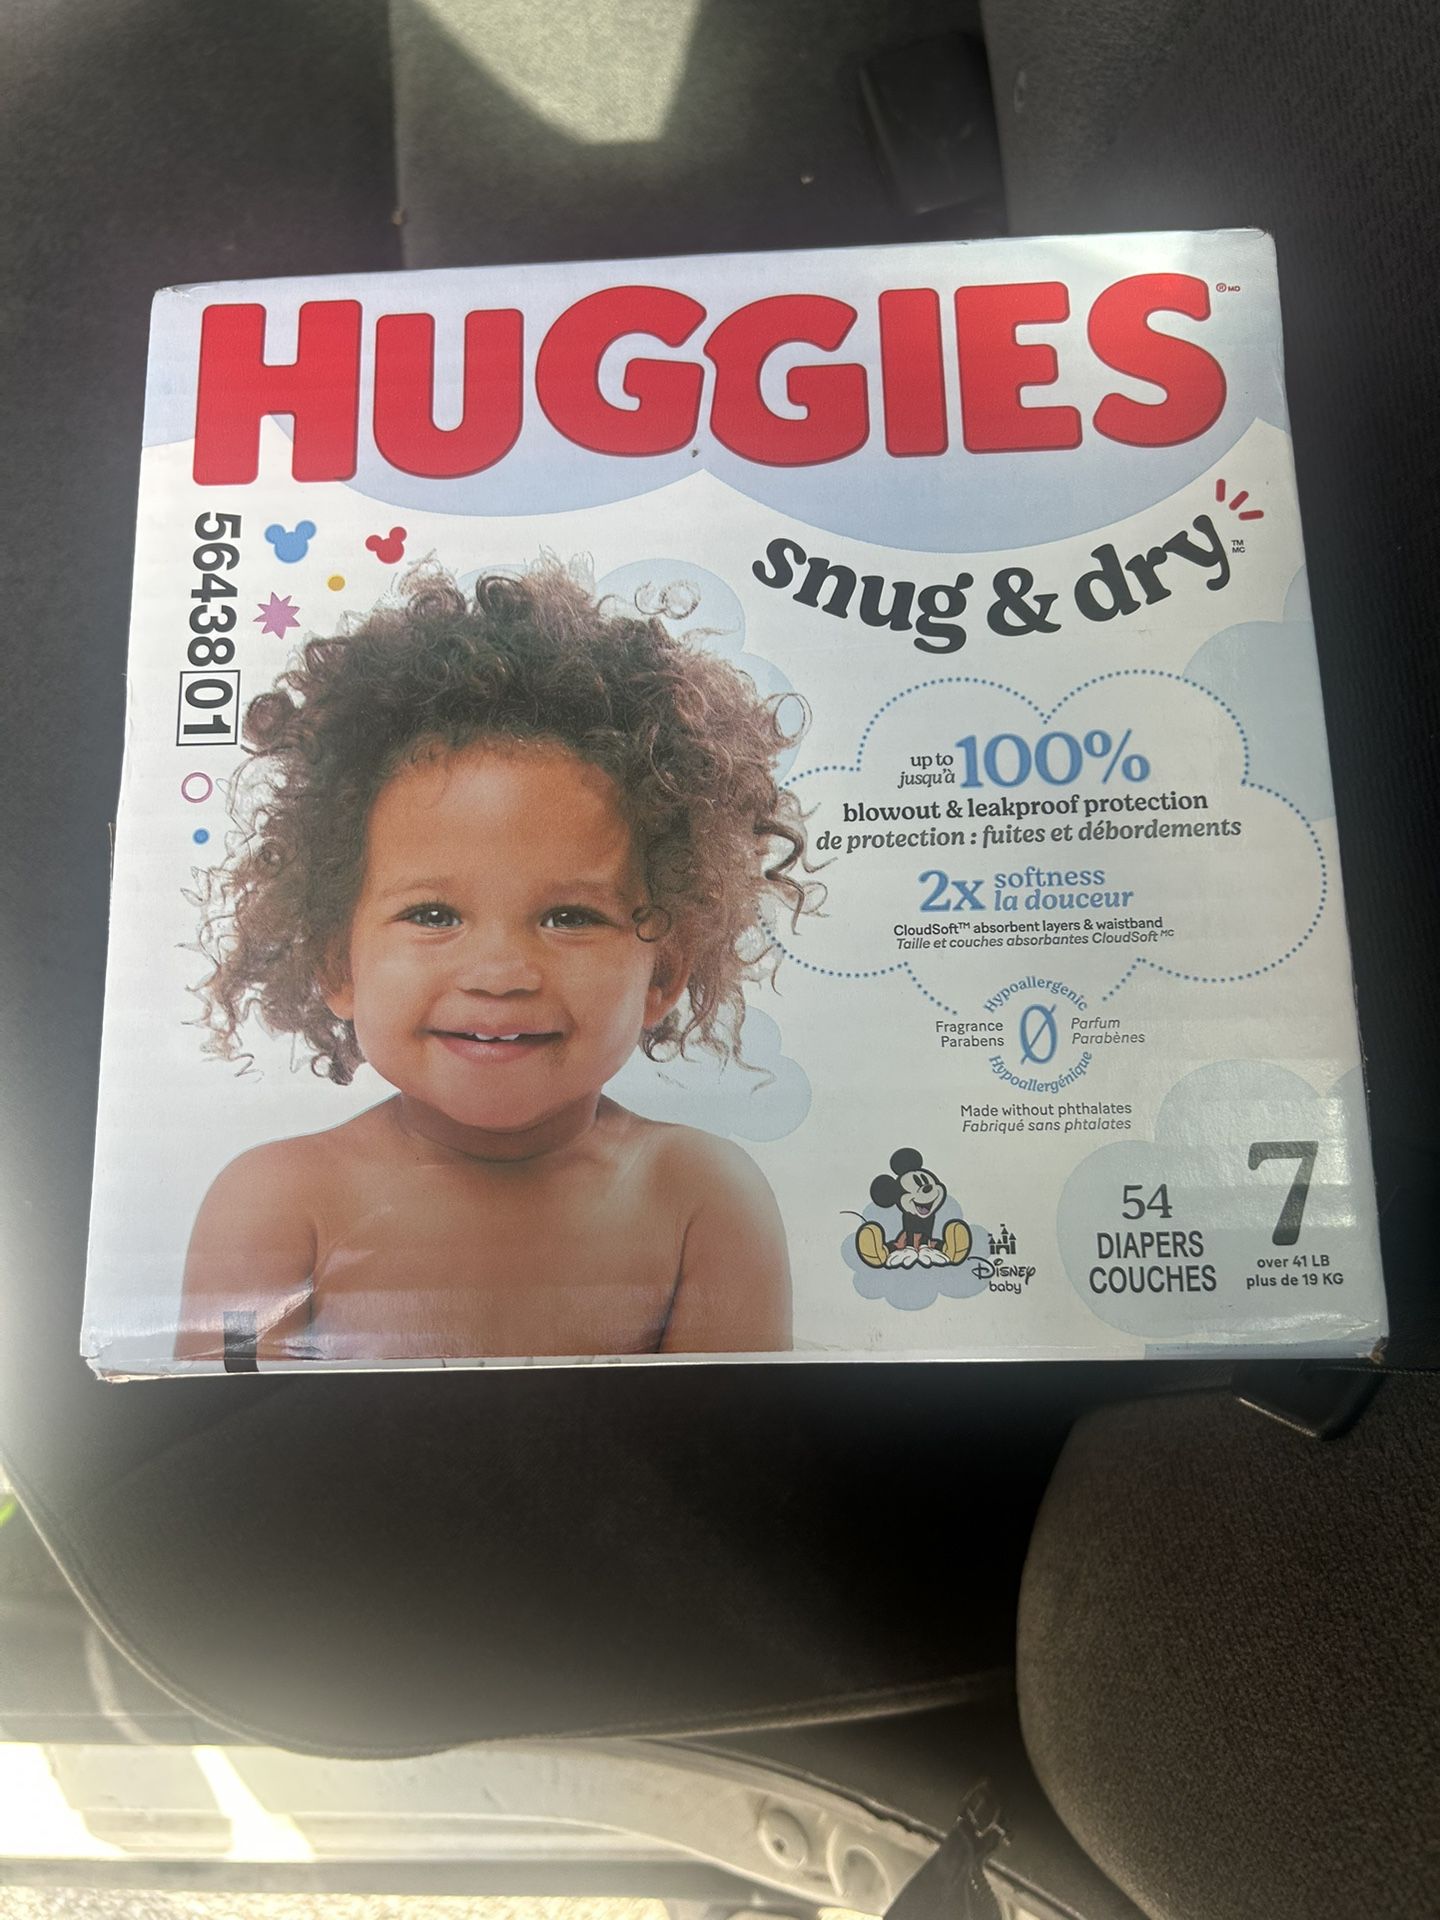 HUGGIES ® MD
56438 01
snug & dry TM MC
up to
jusqu'à
100%
blowout & leakproof protection
de protection : fuites et débordements
2x
softness
la douceur
CloudSoft™ absorbent layers & waistband
Taille et couches absorbantes CloudSoft MC
Hypoallergenic
Fragrance
Parabens
0
Parfum
Parabènes
Hypoallergénique
Made without phthalates
Fabriqué sans phtalates
Disney
baby
54
DIAPERS
COUCHES
7
over 41 LB
plus de 19 KG